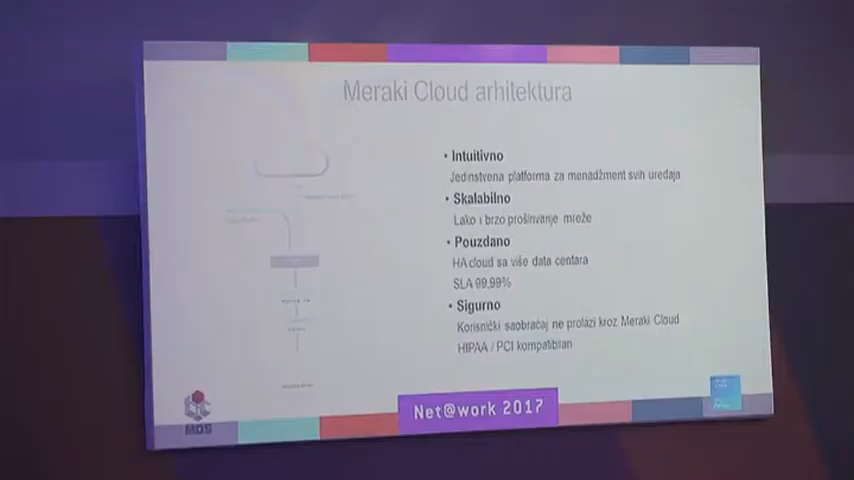 Meraki Cloud arhitektura
• Intuitivno
Jedinstvena platforma za menadžment svih uređaja
• Skalabilno
Lako i brzo proširivanje mreže
• Pouzdano
HA cloud sa više data centara
SLA 99,99%
• Sigurno
Korisnički saobraćaj ne prolazi kroz Meraki Cloud
HIPAA / PCI kompatibilan
MDS
Net@work 2017